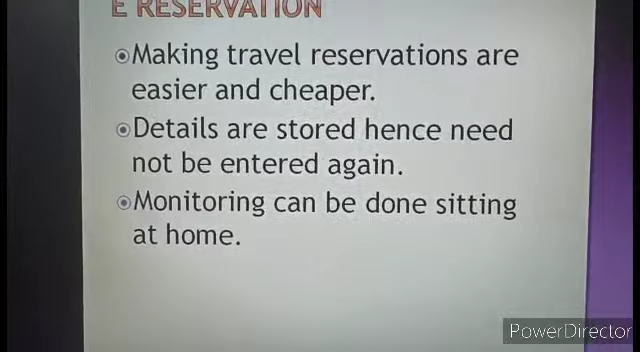 E RESERVATION
Making travel reservations are
easier and cheaper.
Details are stored hence need
not be entered again.
Monitoring can be done sitting
at home.
PowerDirector